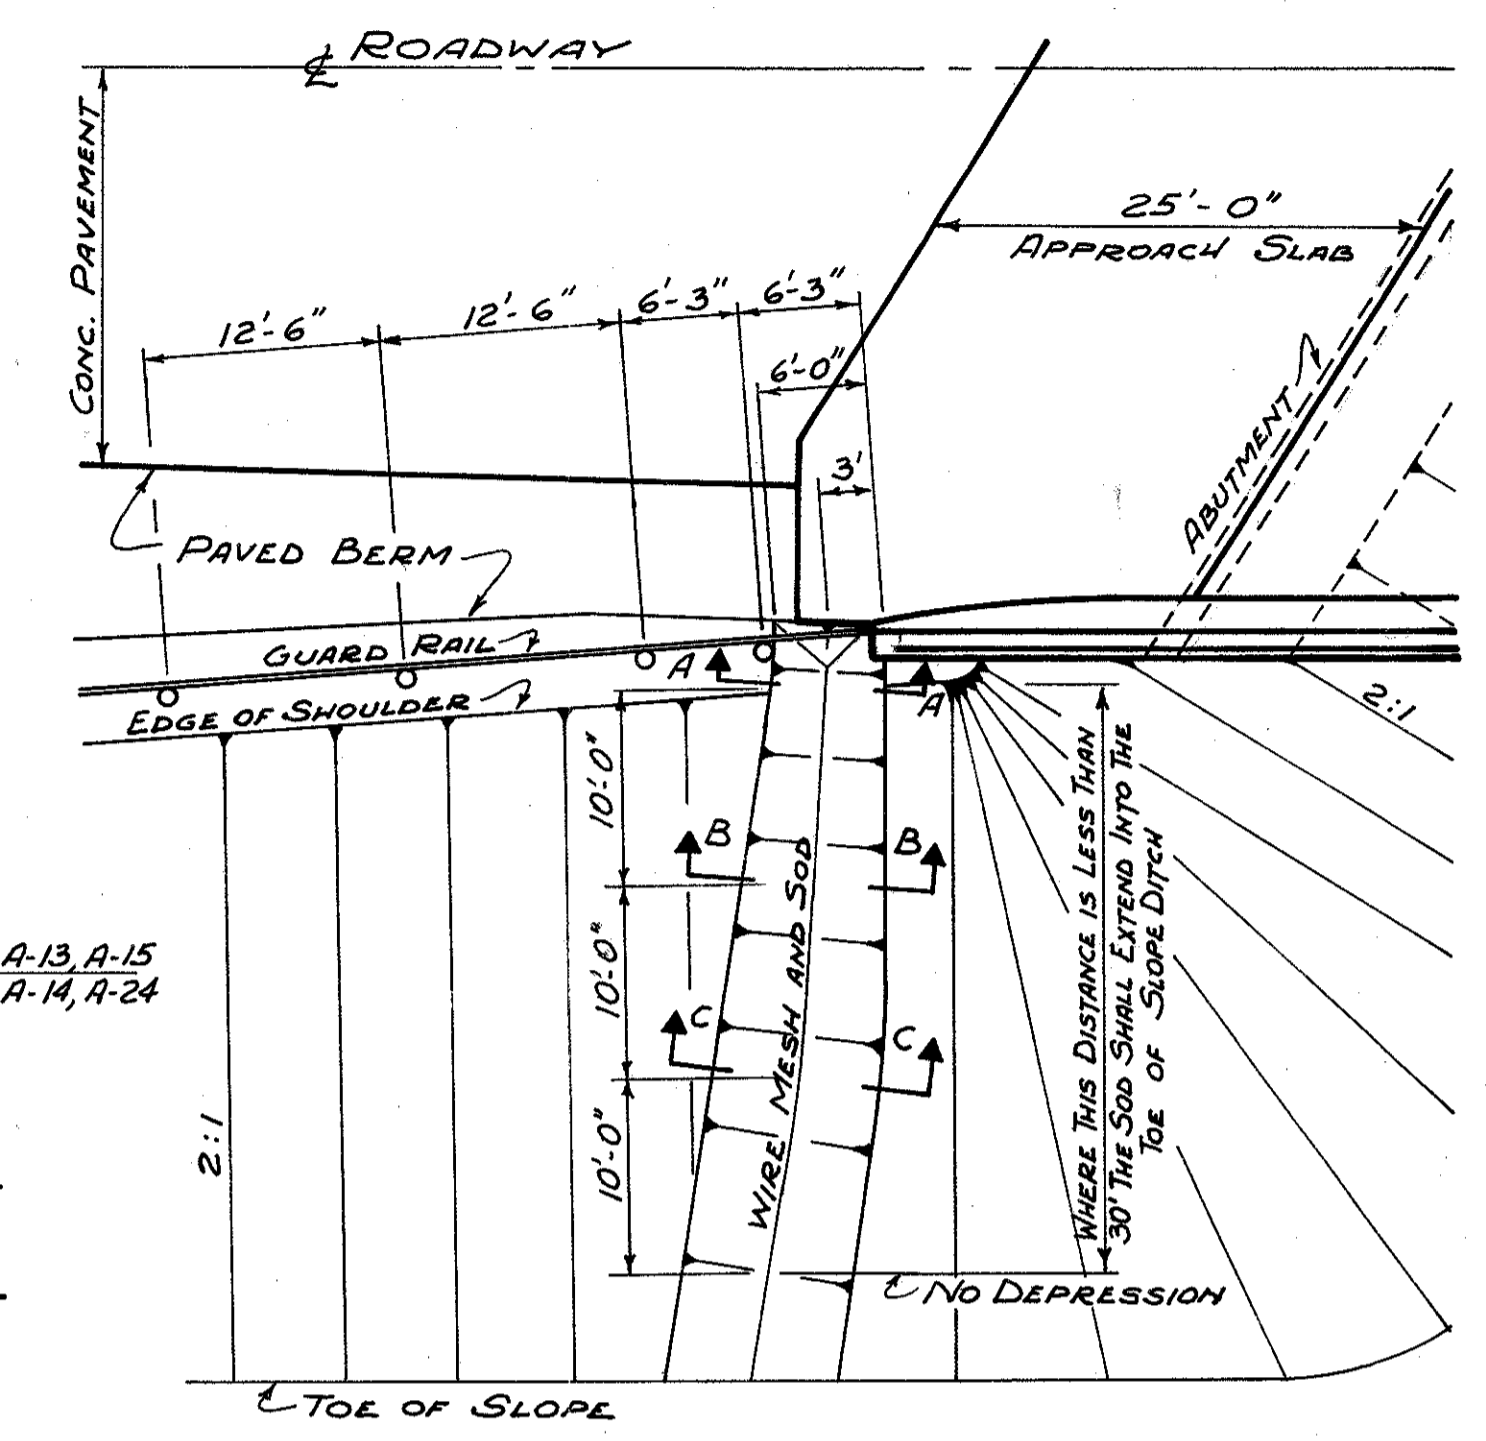 ℄ ROADWAY
CONC. PAVEMENT
25'-0"
APPROACH SLAB
12'-6"
12'-6"
6'-3"
6'-3"
6'-0"
3'
ABUTMENT
PAVED BERM
GUARD RAIL
EDGE OF SHOULDER
A
A
2:1
10'-0"
B
B
10'-0"
C
C
10'-0"
WIRE MESH AND SOD
WHERE THIS DISTANCE IS LESS THAN
30' THE SOD SHALL EXTEND INTO THE
TOE OF SLOPE DITCH
A-13, A-15
A-14, A-24
2:1
NO DEPRESSION
TOE OF SLOPE